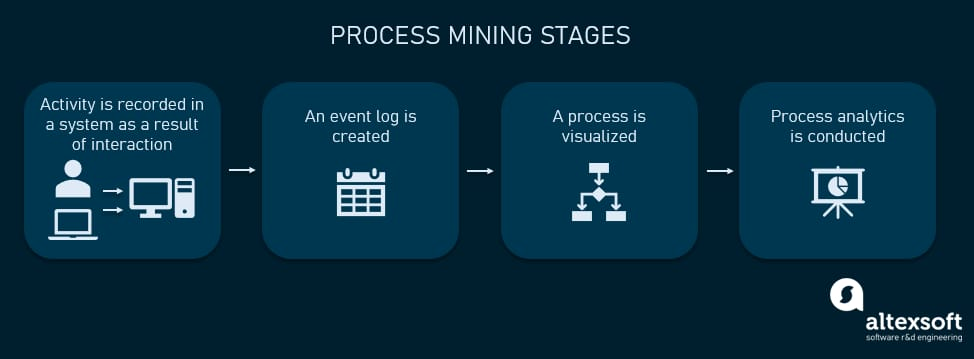 PROCESS MINING STAGES
Activity is recorded in
a system as a result
of interaction
An event log is
created
A process is
visualized
Process analytics
is conducted
altexsoft
software r&d engineering